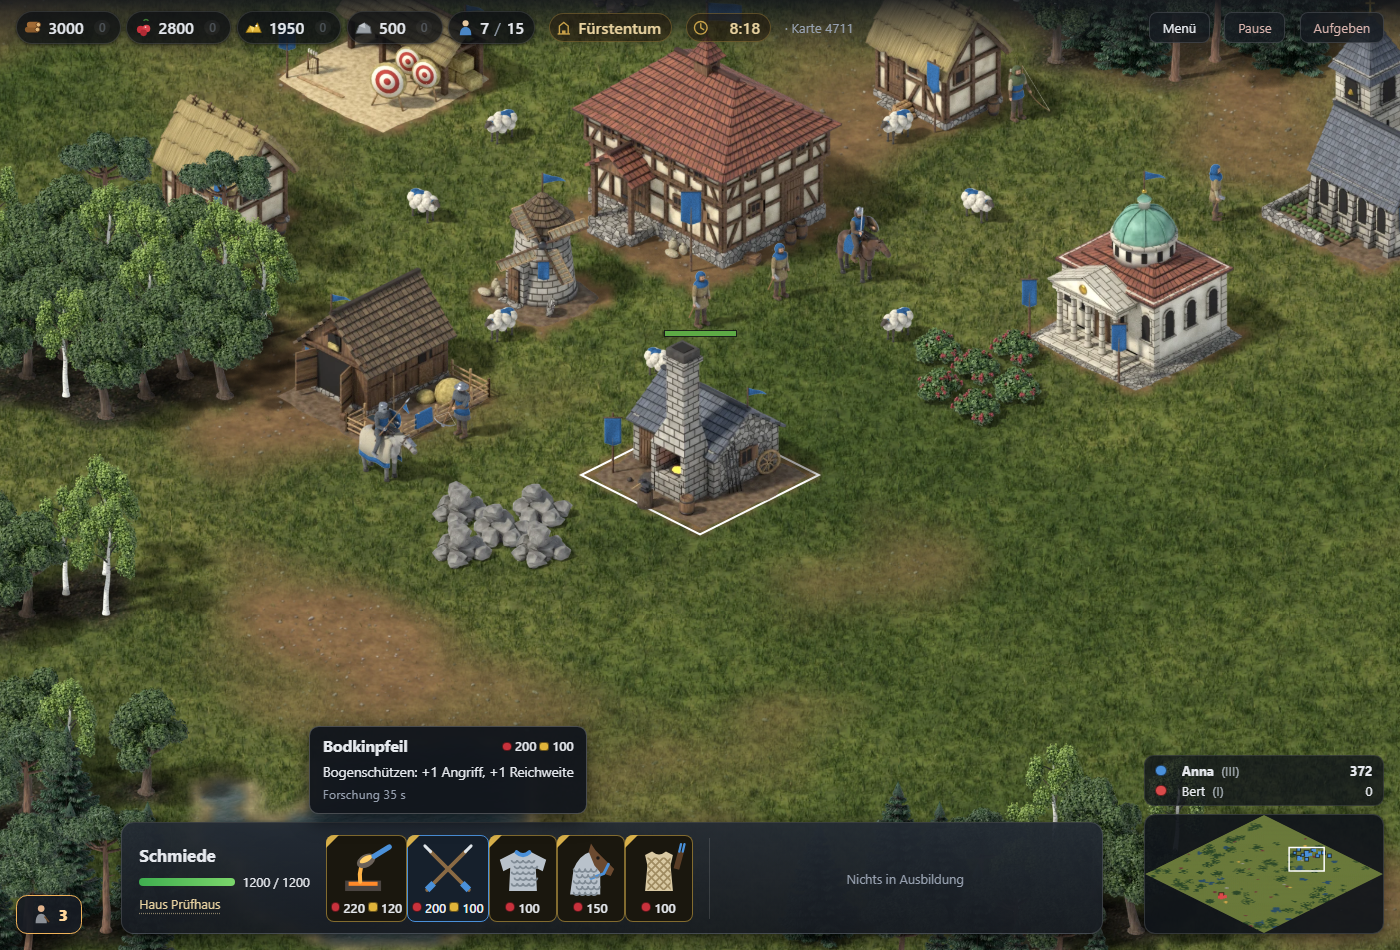 3000 0 2800 0 1950 0 500 0 7 / 15 Fürstentum 8:18 · Karte 4711 Menü Pause Aufgeben
Bodkinpfeil 200 100
Bogenschützen: +1 Angriff, +1 Reichweite
Forschung 35 s
Anna (III) 372
Bert (I) 0
Schmiede
1200 / 1200
Haus Prüfhaus
220 120 200 100 100 150 100
Nichts in Ausbildung
3